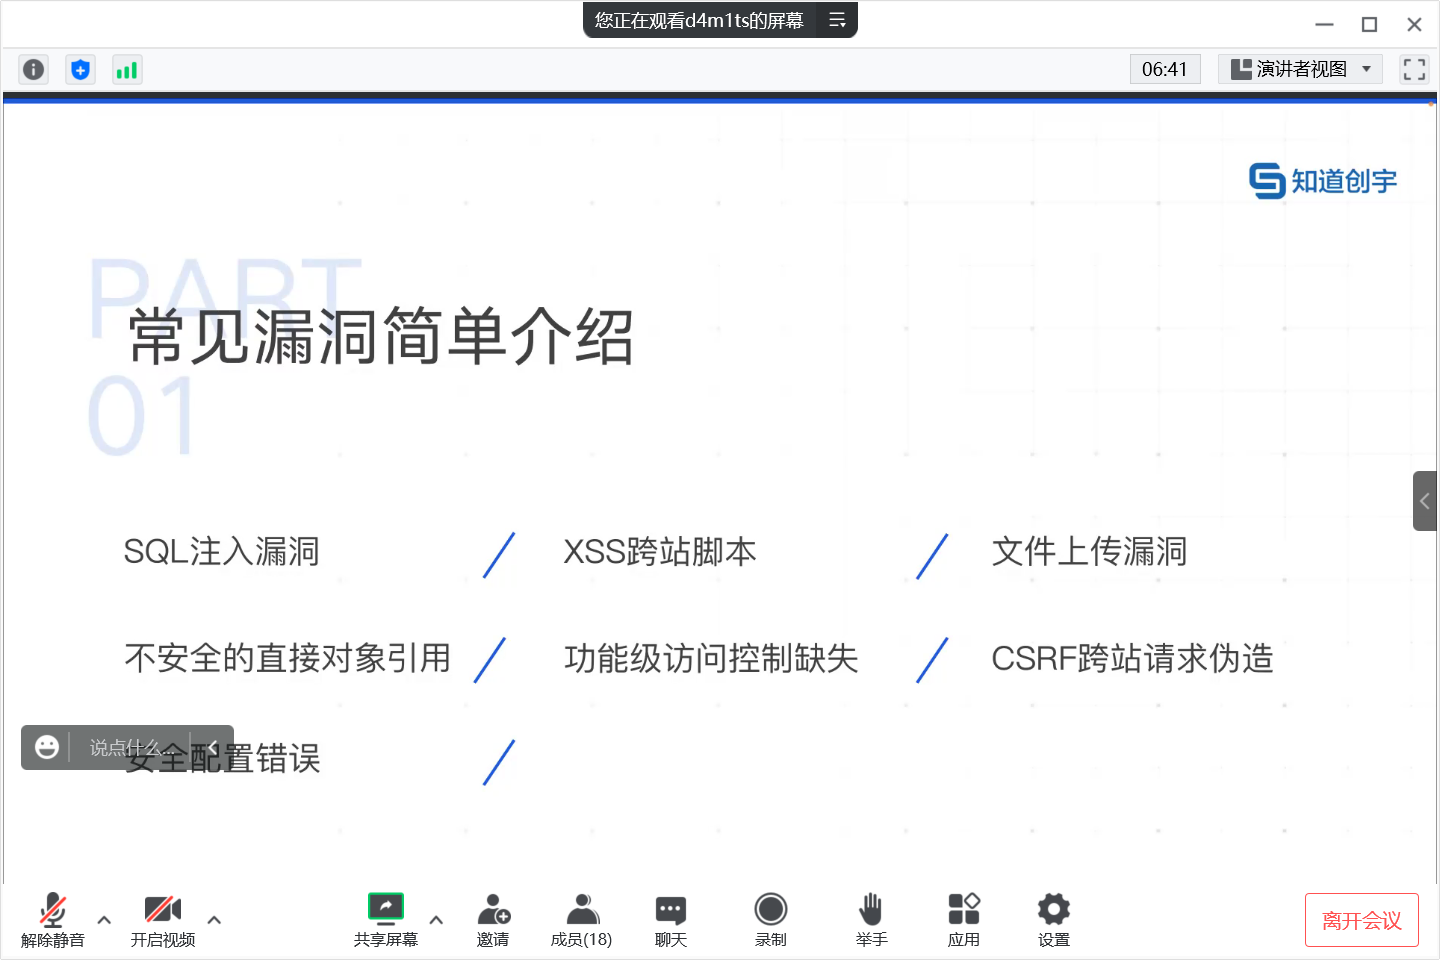 您正在观看d4m1ts的屏幕
06:41
演讲者视图
知道创宇
PART
常见漏洞简单介绍
01
SQL注入漏洞
XSS跨站脚本
文件上传漏洞
不安全的直接对象引用
功能级访问控制缺失
CSRF跨站请求伪造
说点什么...
安全配置错误
解除静音
开启视频
共享屏幕
邀请
成员(18)
聊天
录制
举手
应用
设置
离开会议